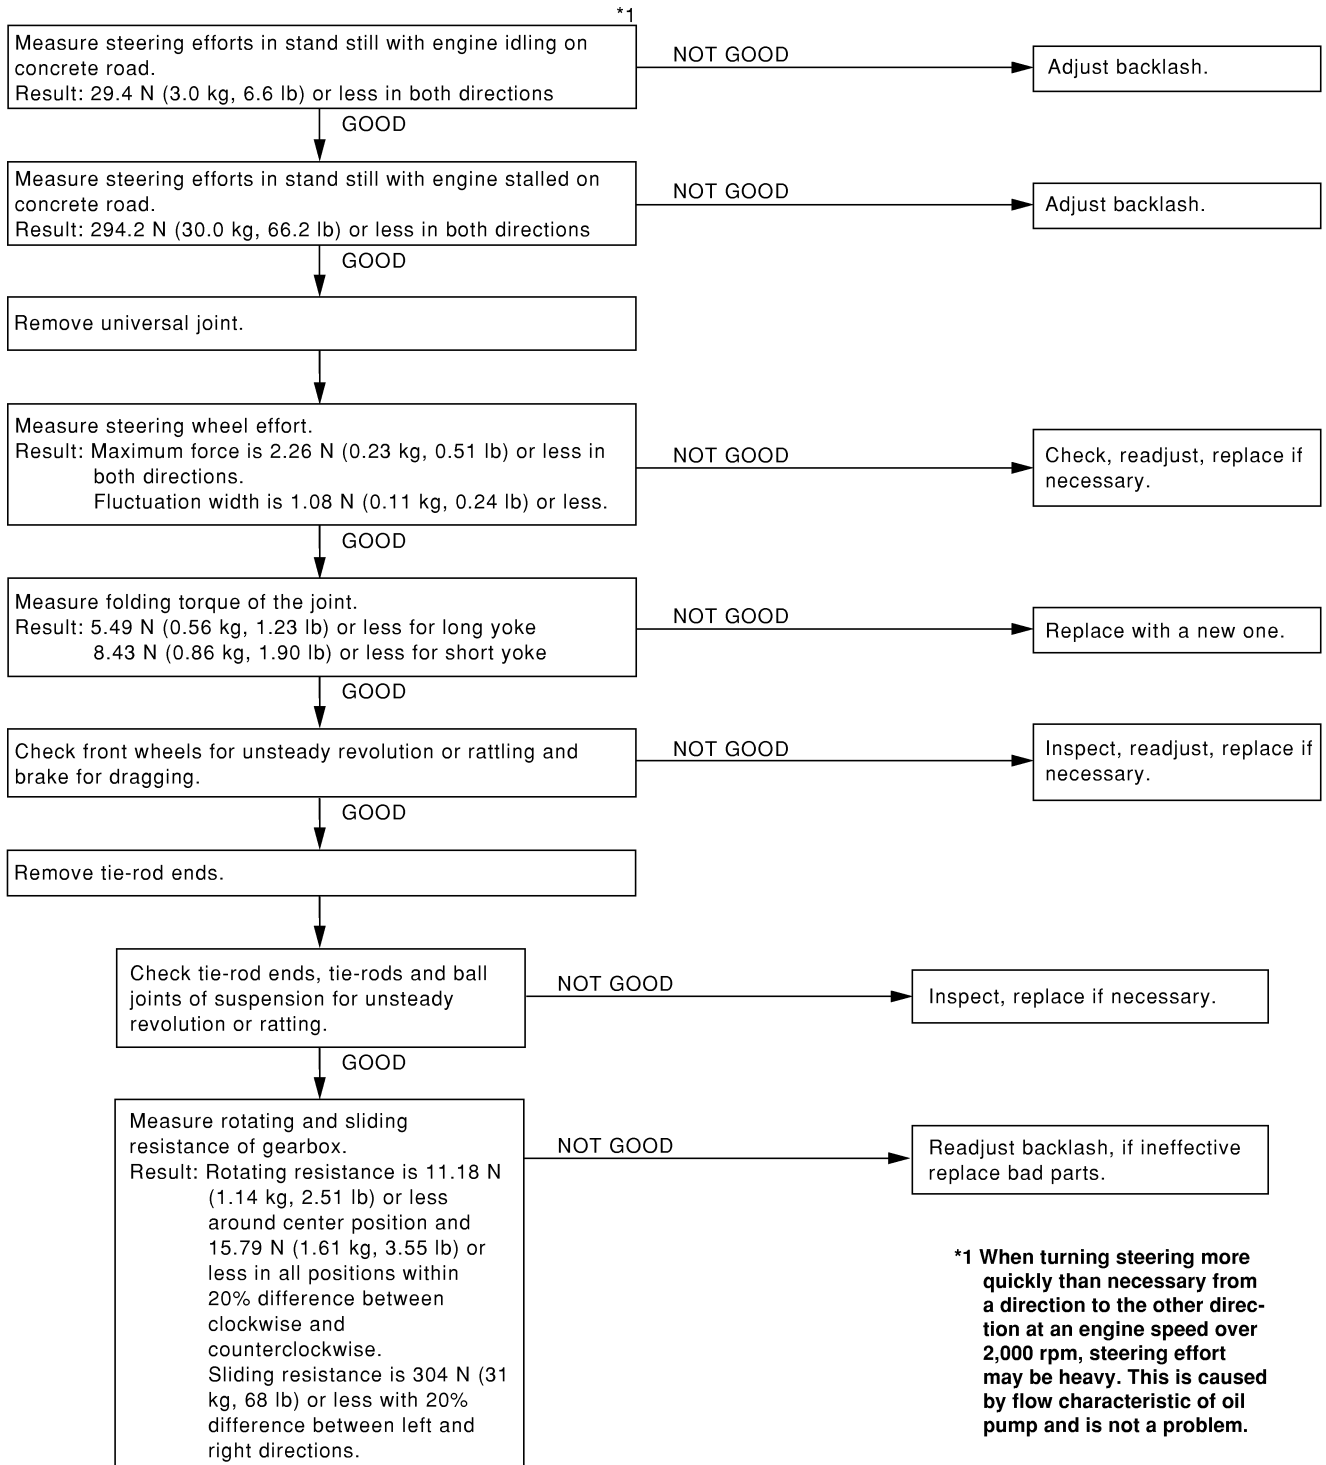 *1
Measure steering efforts in stand still with engine idling on
concrete road.
Result: 29.4 N (3.0 kg, 6.6 lb) or less in both directions
NOT GOOD
Adjust backlash.
GOOD
Measure steering efforts in stand still with engine stalled on
concrete road.
Result: 294.2 N (30.0 kg, 66.2 lb) or less in both directions
NOT GOOD
Adjust backlash.
GOOD
Remove universal joint.
Measure steering wheel effort.
Result: Maximum force is 2.26 N (0.23 kg, 0.51 lb) or less in
both directions.
Fluctuation width is 1.08 N (0.11 kg, 0.24 lb) or less.
NOT GOOD
Check, readjust, replace if
necessary.
GOOD
Measure folding torque of the joint.
Result: 5.49 N (0.56 kg, 1.23 lb) or less for long yoke
8.43 N (0.86 kg, 1.90 lb) or less for short yoke
NOT GOOD
Replace with a new one.
GOOD
Check front wheels for unsteady revolution or rattling and
brake for dragging.
NOT GOOD
Inspect, readjust, replace if
necessary.
GOOD
Remove tie-rod ends.
Check tie-rod ends, tie-rods and ball
joints of suspension for unsteady
revolution or ratting.
NOT GOOD
Inspect, replace if necessary.
GOOD
Measure rotating and sliding
resistance of gearbox.
Result: Rotating resistance is 11.18 N
(1.14 kg, 2.51 lb) or less
around center position and
15.79 N (1.61 kg, 3.55 lb) or
less in all positions within
20% difference between
clockwise and
counterclockwise.
Sliding resistance is 304 N (31
kg, 68 lb) or less with 20%
difference between left and
right directions.
NOT GOOD
Readjust backlash, if ineffective
replace bad parts.
*1 When turning steering more
quickly than necessary from
a direction to the other direc-
tion at an engine speed over
2,000 rpm, steering effort
may be heavy. This is caused
by flow characteristic of oil
pump and is not a problem.